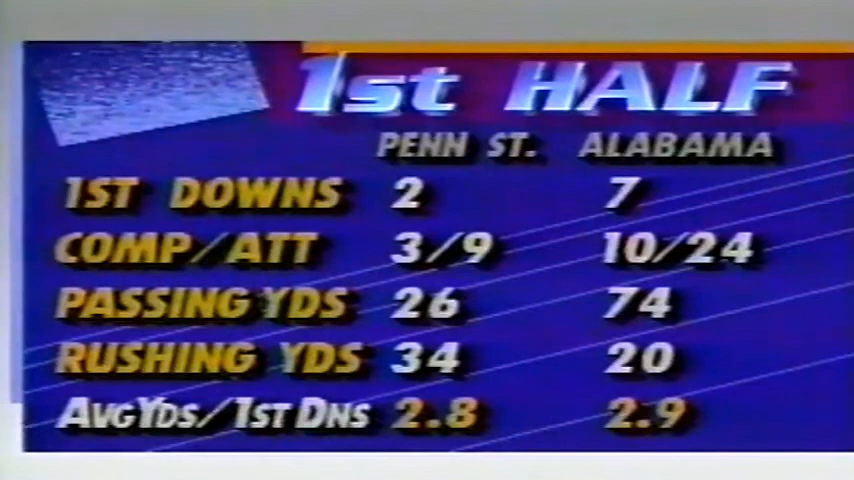 1st HALF
PENN ST. ALABAMA
1ST DOWNS 2 7
COMP/ATT 3/9 10/24
PASSING YDS 26 74
RUSHING YDS 34 20
AVGYDS/1ST DNS 2.8 2.9